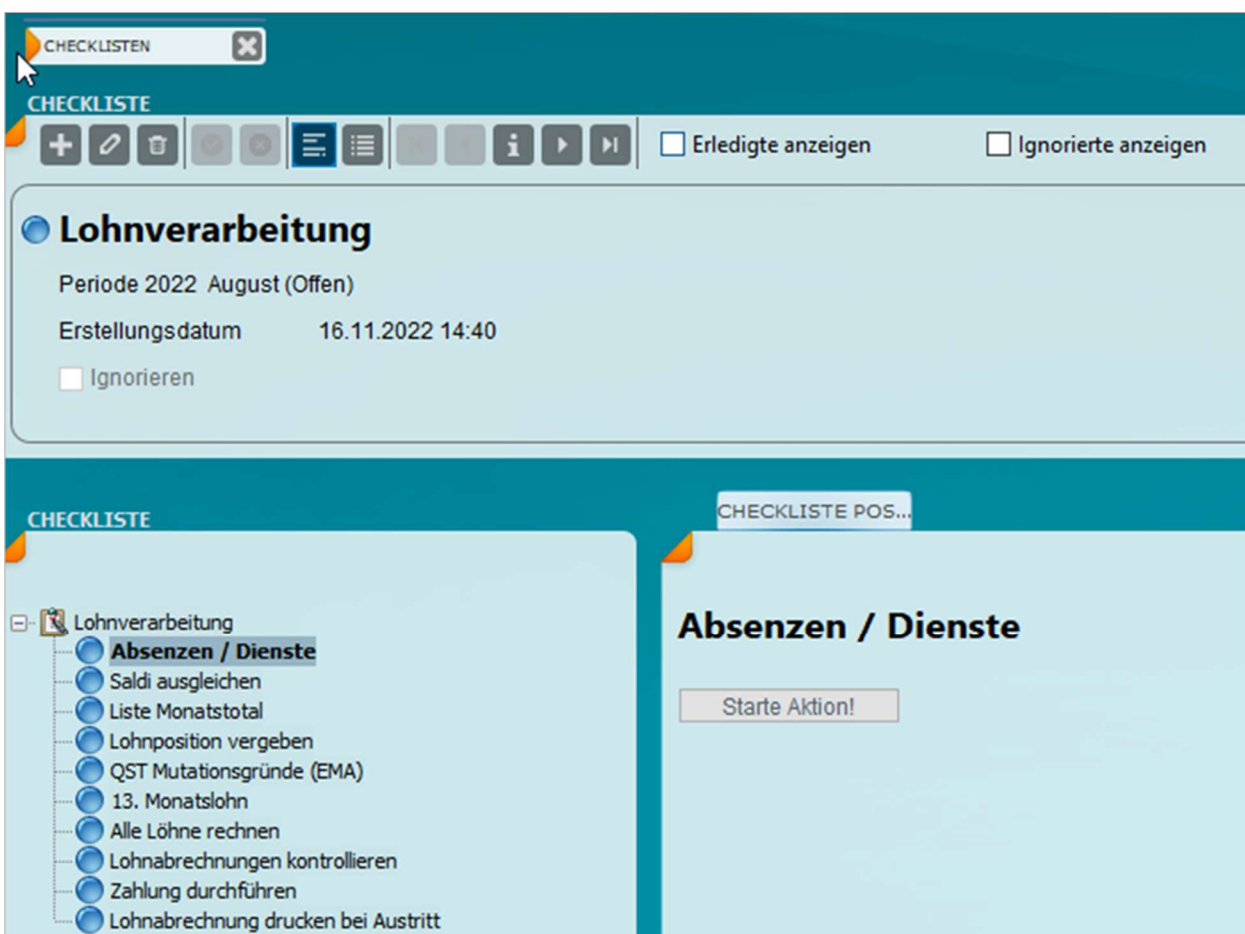 CHECKLISTEN
CHECKLISTE
Erledigte anzeigen
Ignorierte anzeigen
Lohnverarbeitung
Periode 2022 August (Offen)
Erstellungsdatum 16.11.2022 14:40
Ignorieren
CHECKLISTE
Lohnverarbeitung
Absenzen / Dienste
Saldi ausgleichen
Liste Monatstotal
Lohnposition vergeben
QST Mutationsgründe (EMA)
13. Monatslohn
Alle Löhne rechnen
Lohnabrechnungen kontrollieren
Zahlung durchführen
Lohnabrechnung drucken bei Austritt
CHECKLISTE POS...
Absenzen / Dienste
Starte Aktion!